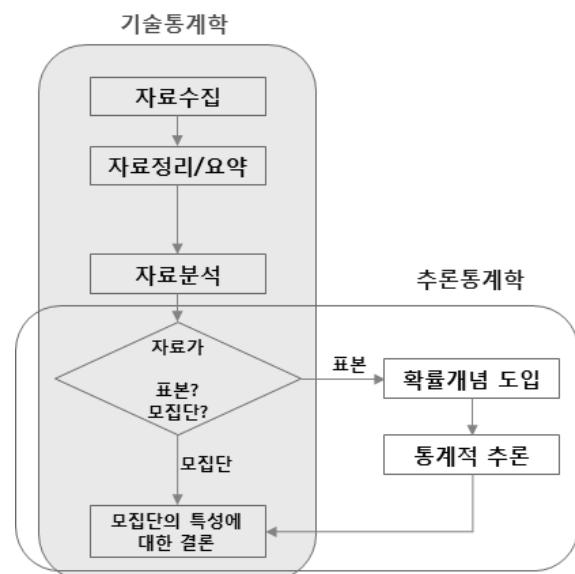 기술통계학
자료수집
자료정리/요약
자료분석
추론통계학
자료가
표본?
모집단?
표본
확률개념 도입
모집단
통계적 추론
모집단의 특성에
대한 결론